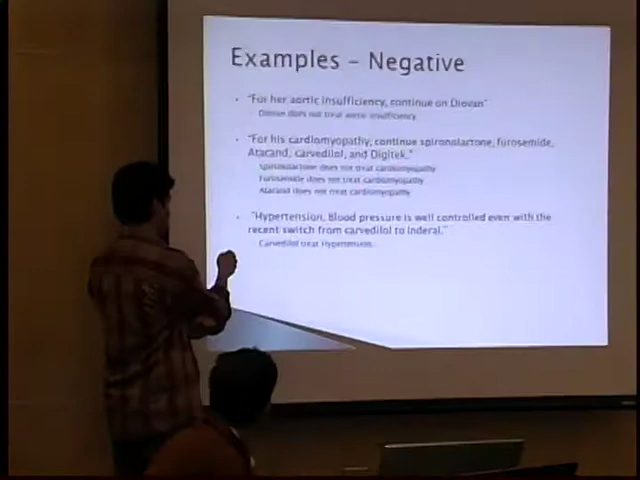 Examples – Negative
"For her aortic insufficiency, continue on Diovan"
Diovan does not treat aortic insufficiency
"For his cardiomyopathy, continue spironolactone, furosemide,
Atacand, carvedilol, and Digitek."
Spironolactone does not treat cardiomyopathy
Furosemide does not treat cardiomyopathy
Atacand does not treat cardiomyopathy
"Hypertension, Blood pressure is well controlled even with the
recent switch from carvedilol to Inderal."
Carvedilol treat Hypertension.